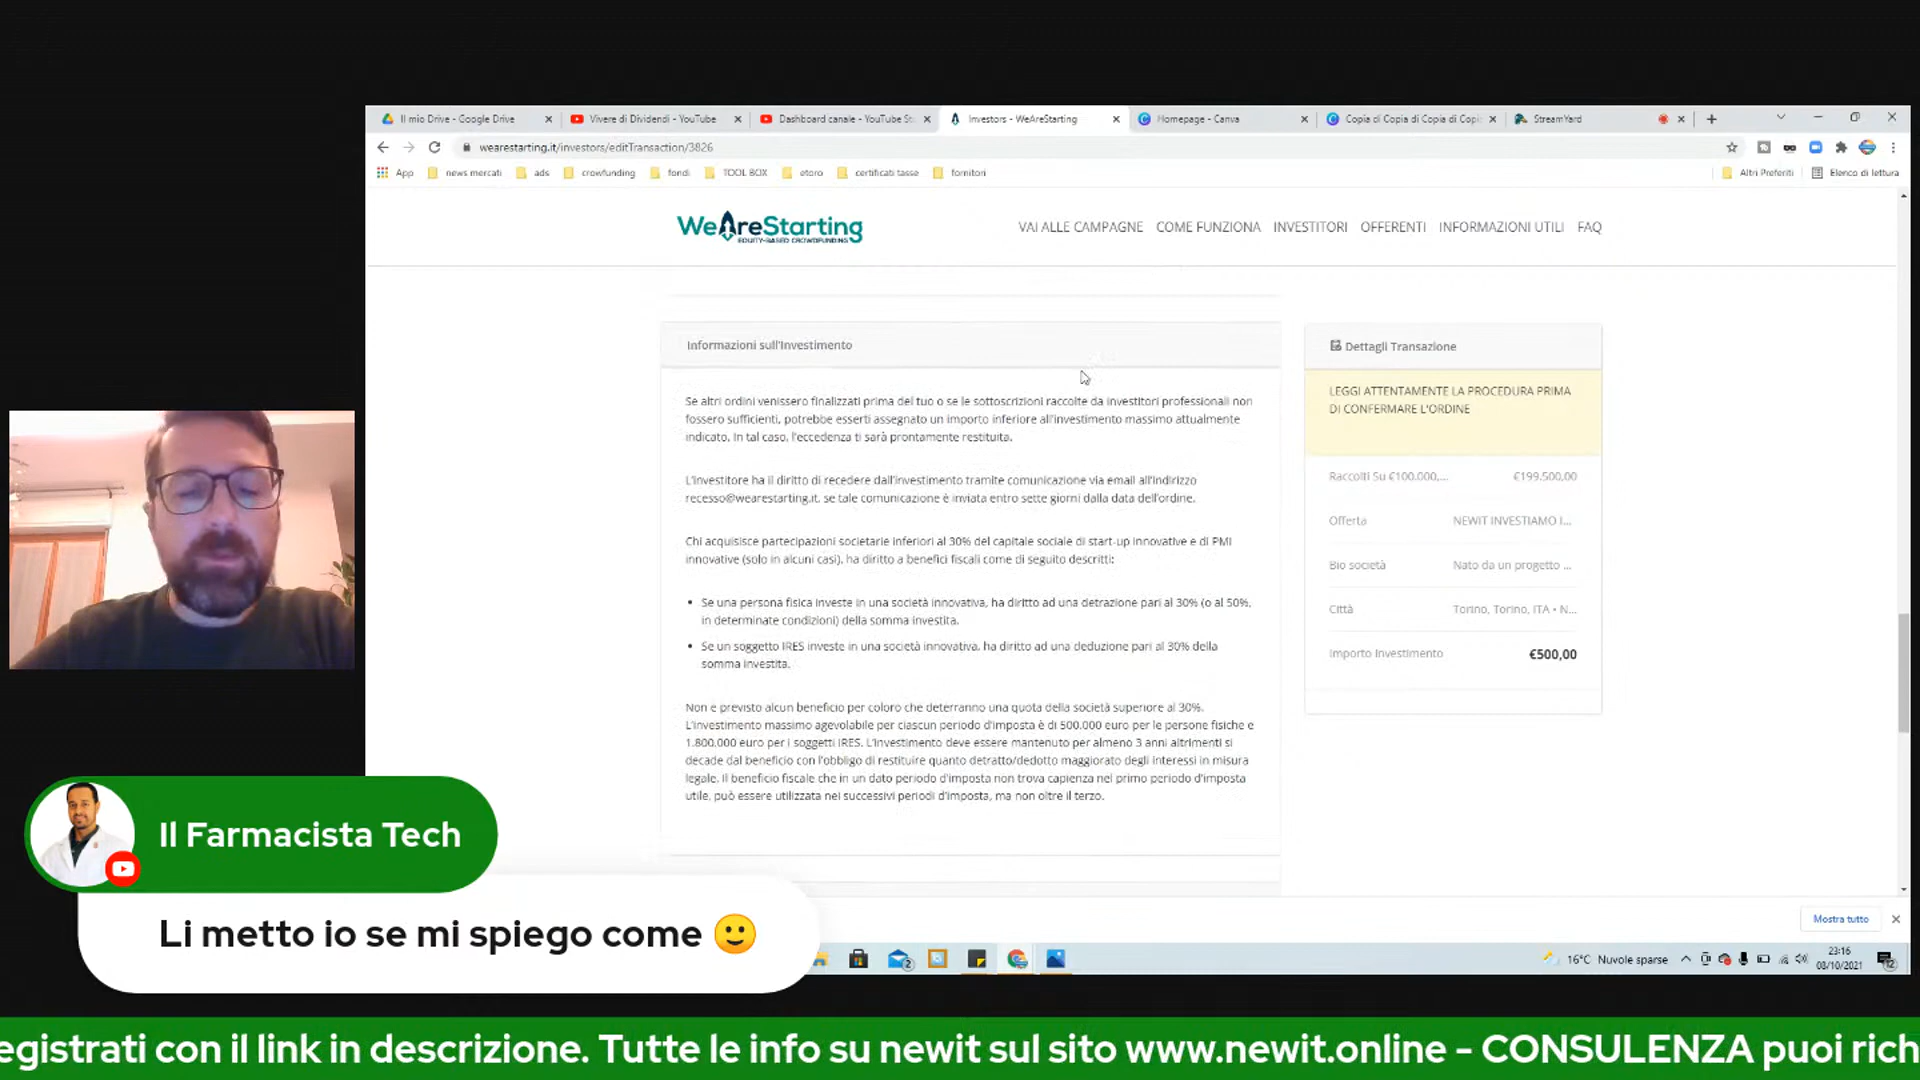 Il mio Drive - Google Drive
Vivere di Dividendi - YouTube
Dashboard canale - YouTube St
Investors - WeAreStarting
Homepage - Canva
Copia di Copia di Copia di Copi
StreamYard
wearestarting.it/investors/editTransaction/3826
App
news mercati
ads
crowfunding
fondi
TOOL BOX
etoro
certificati tasse
fornitori
Altri Preferiti
Elenco di lettura
WeAreStarting
EQUITY-BASED CROWDFUNDING
VAI ALLE CAMPAGNE
COME FUNZIONA
INVESTITORI
OFFERENTI
INFORMAZIONI UTILI
FAQ
Informazioni sull'Investimento
Se altri ordini venissero finalizzati prima del tuo o se le sottoscrizioni raccolte da investitori professionali non
fossero sufficienti, potrebbe esserti assegnato un importo inferiore all'investimento massimo attualmente
indicato. In tal caso, l'eccedenza ti sarà prontamente restituita.
L'investitore ha il diritto di recedere dall'investimento tramite comunicazione via email all'indirizzo
recesso@wearestarting.it, se tale comunicazione è inviata entro sette giorni dalla data dell'ordine.
Chi acquisisce partecipazioni societarie inferiori al 30% del capitale sociale di start-up innovative e di PMI
innovative (solo in alcuni casi), ha diritto a benefici fiscali come di seguito descritti:
• Se una persona fisica investe in una società innovativa, ha diritto ad una detrazione pari al 30% (o al 50%,
in determinate condizioni) della somma investita.
• Se un soggetto IRES investe in una società innovativa, ha diritto ad una deduzione pari al 30% della
somma investita.
Non e previsto alcun beneficio per coloro che deterranno una quota della società superiore al 30%.
L'investimento massimo agevolabile per ciascun periodo d'imposta è di 500.000 euro per le persone fisiche e
1.800.000 euro per i soggetti IRES. L'investimento deve essere mantenuto per almeno 3 anni altrimenti si
decade dal beneficio con l'obbligo di restituire quanto detratto/dedotto maggiorato degli interessi in misura
legale. Il beneficio fiscale che in un dato periodo d'imposta non trova capienza nel primo periodo d'imposta
utile, può essere utilizzata nei successivi periodi d'imposta, ma non oltre il terzo.
Dettagli Transazione
LEGGI ATTENTAMENTE LA PROCEDURA PRIMA
DI CONFERMARE L'ORDINE
Raccolti Su €100.000,... €199.500,00
Offerta NEWIT INVESTIAMO I...
Bio società Nato da un progetto ...
Città Torino, Torino, ITA • N...
Importo Investimento €500,00
Mostra tutto
2
16°C Nuvole sparse
23:16
08/10/2021
12
Il Farmacista Tech
Li metto io se mi spiego come 🙂
egistrati con il link in descrizione. Tutte le info su newit sul sito www.newit.online - CONSULENZA puoi rich